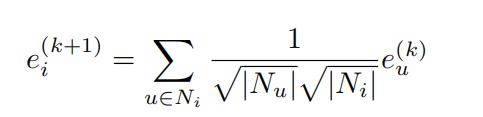 e_i^{(k+1)} = \sum_{u \in N_i} \frac{1}{\sqrt{|N_u|}\sqrt{|N_i|}} e_u^{(k)}